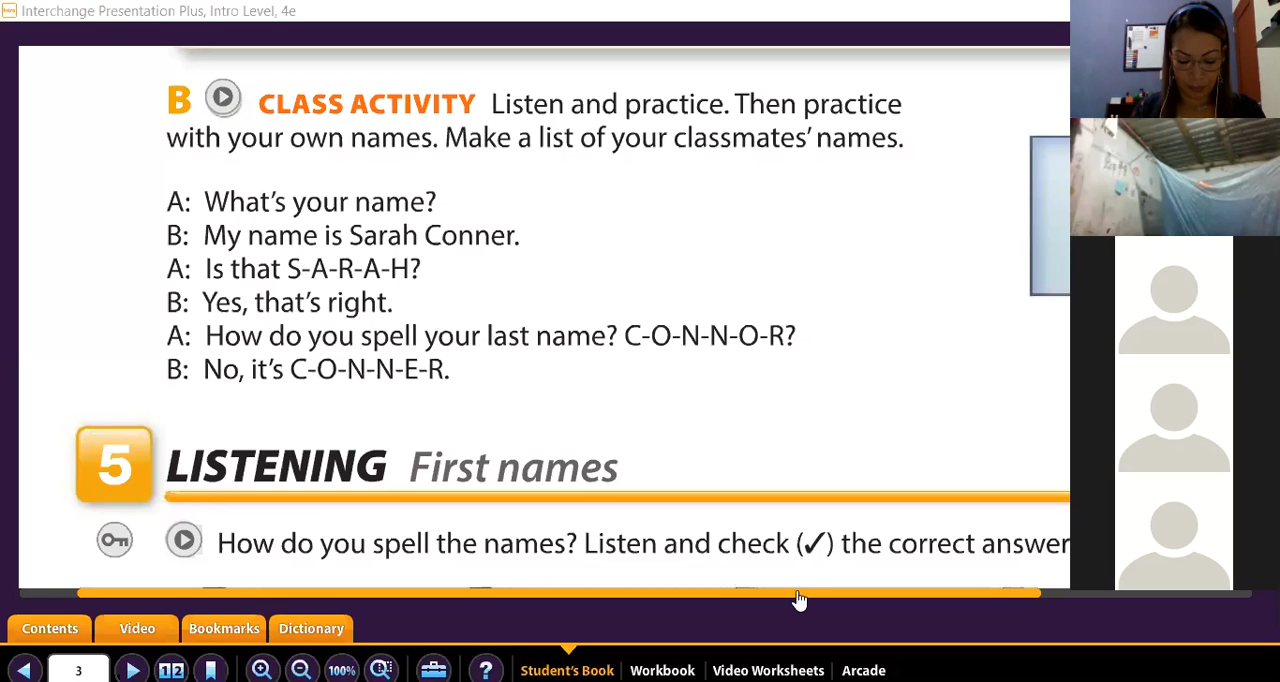 Interchange Presentation Plus, Intro Level, 4e
B CLASS ACTIVITY Listen and practice. Then practice
with your own names. Make a list of your classmates' names.
A: What's your name?
B: My name is Sarah Conner.
A: Is that S-A-R-A-H?
B: Yes, that's right.
A: How do you spell your last name? C-O-N-N-O-R?
B: No, it's C-O-N-N-E-R.
5 LISTENING First names
How do you spell the names? Listen and check (✓) the correct answer
Contents Video Bookmarks Dictionary
3 1 2 100% ? Student's Book Workbook Video Worksheets Arcade